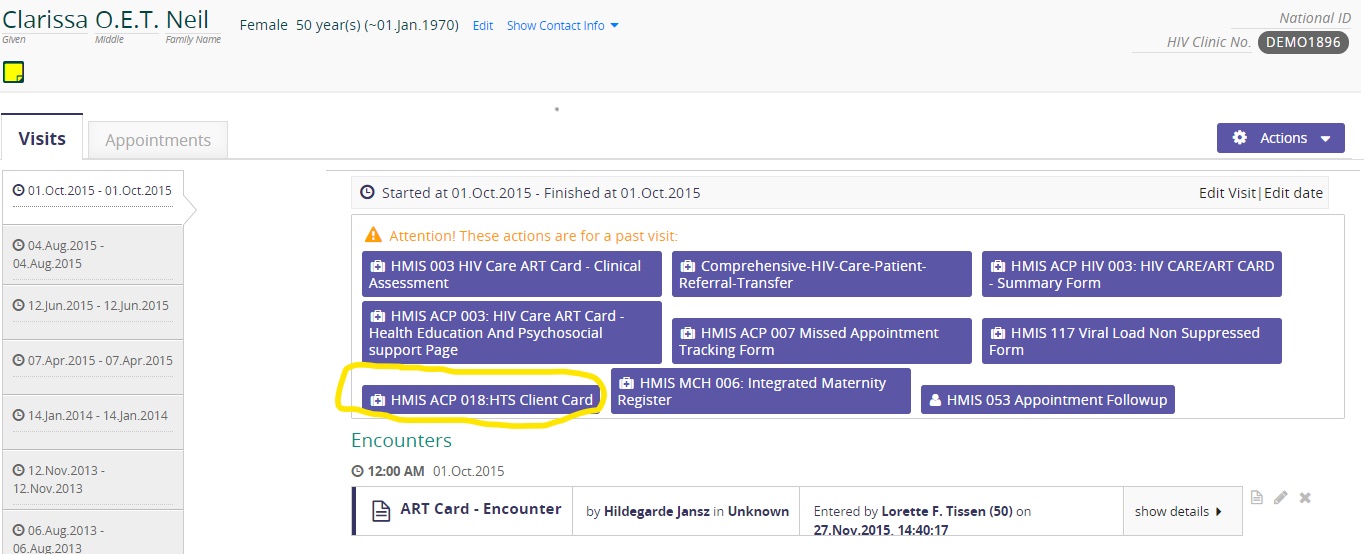 Clarissa O.E.T. Neil Female 50 year(s) (~01.Jan.1970) Edit Show Contact Info
Given Middle Family Name
National ID
HIV Clinic No. DEMO1896
Visits Appointments
Actions
01.Oct.2015 - 01.Oct.2015
04.Aug.2015 -
04.Aug.2015
12.Jun.2015 - 12.Jun.2015
07.Apr.2015 - 07.Apr.2015
14.Jan.2014 - 14.Jan.2014
12.Nov.2013 -
12.Nov.2013
06.Aug.2013 -
06.Aug.2013
Started at 01.Oct.2015 - Finished at 01.Oct.2015
Edit Visit|Edit date
Attention! These actions are for a past visit:
HMIS 003 HIV Care ART Card - Clinical
Assessment
Comprehensive-HIV-Care-Patient-
Referral-Transfer
HMIS ACP HIV 003: HIV CARE/ART CARD
- Summary Form
HMIS ACP 003: HIV Care ART Card -
Health Education And Psychosocial
support Page
HMIS ACP 007 Missed Appointment
Tracking Form
HMIS 117 Viral Load Non Suppressed
Form
HMIS ACP 018:HTS Client Card
HMIS MCH 006: Integrated Maternity
Register
HMIS 053 Appointment Followup
Encounters
12:00 AM 01.Oct.2015
ART Card - Encounter
by Hildegarde Jansz in Unknown
Entered by Lorette F. Tissen (50) on
27.Nov.2015, 14:40:17
show details